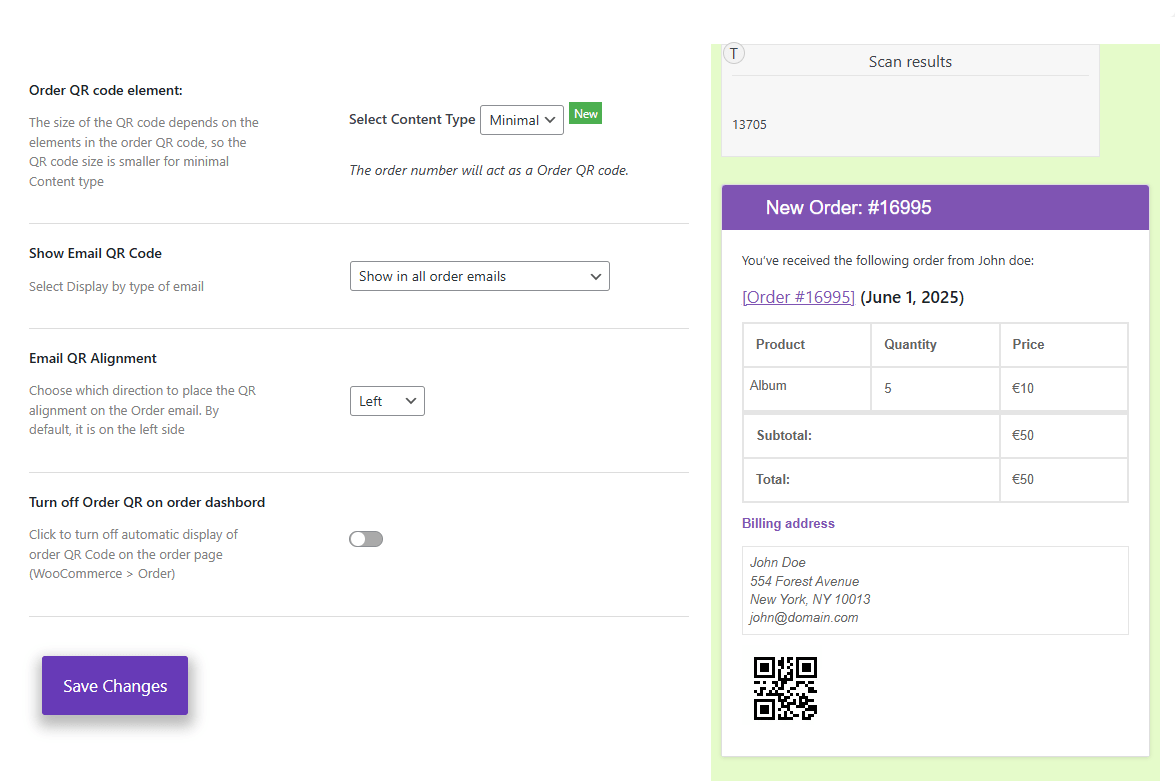 Order QR code element:
The size of the QR code depends on the
elements in the order QR code, so the
QR code size is smaller for minimal
Content type
Select Content Type Minimal New
The order number will act as a Order QR code.
Show Email QR Code
Select Display by type of email
Show in all order emails
Email QR Alignment
Choose which direction to place the QR
alignment on the Order email. By
default, it is on the left side
Left
Turn off Order QR on order dashbord
Click to turn off automatic display of
order QR Code on the order page
(WooCommerce > Order)
Save Changes
T
Scan results
13705
New Order: #16995
You've received the following order from John doe:
[Order #16995] (June 1, 2025)
Product Quantity Price
Album 5 €10
Subtotal: €50
Total: €50
Billing address
John Doe
554 Forest Avenue
New York, NY 10013
john@domain.com